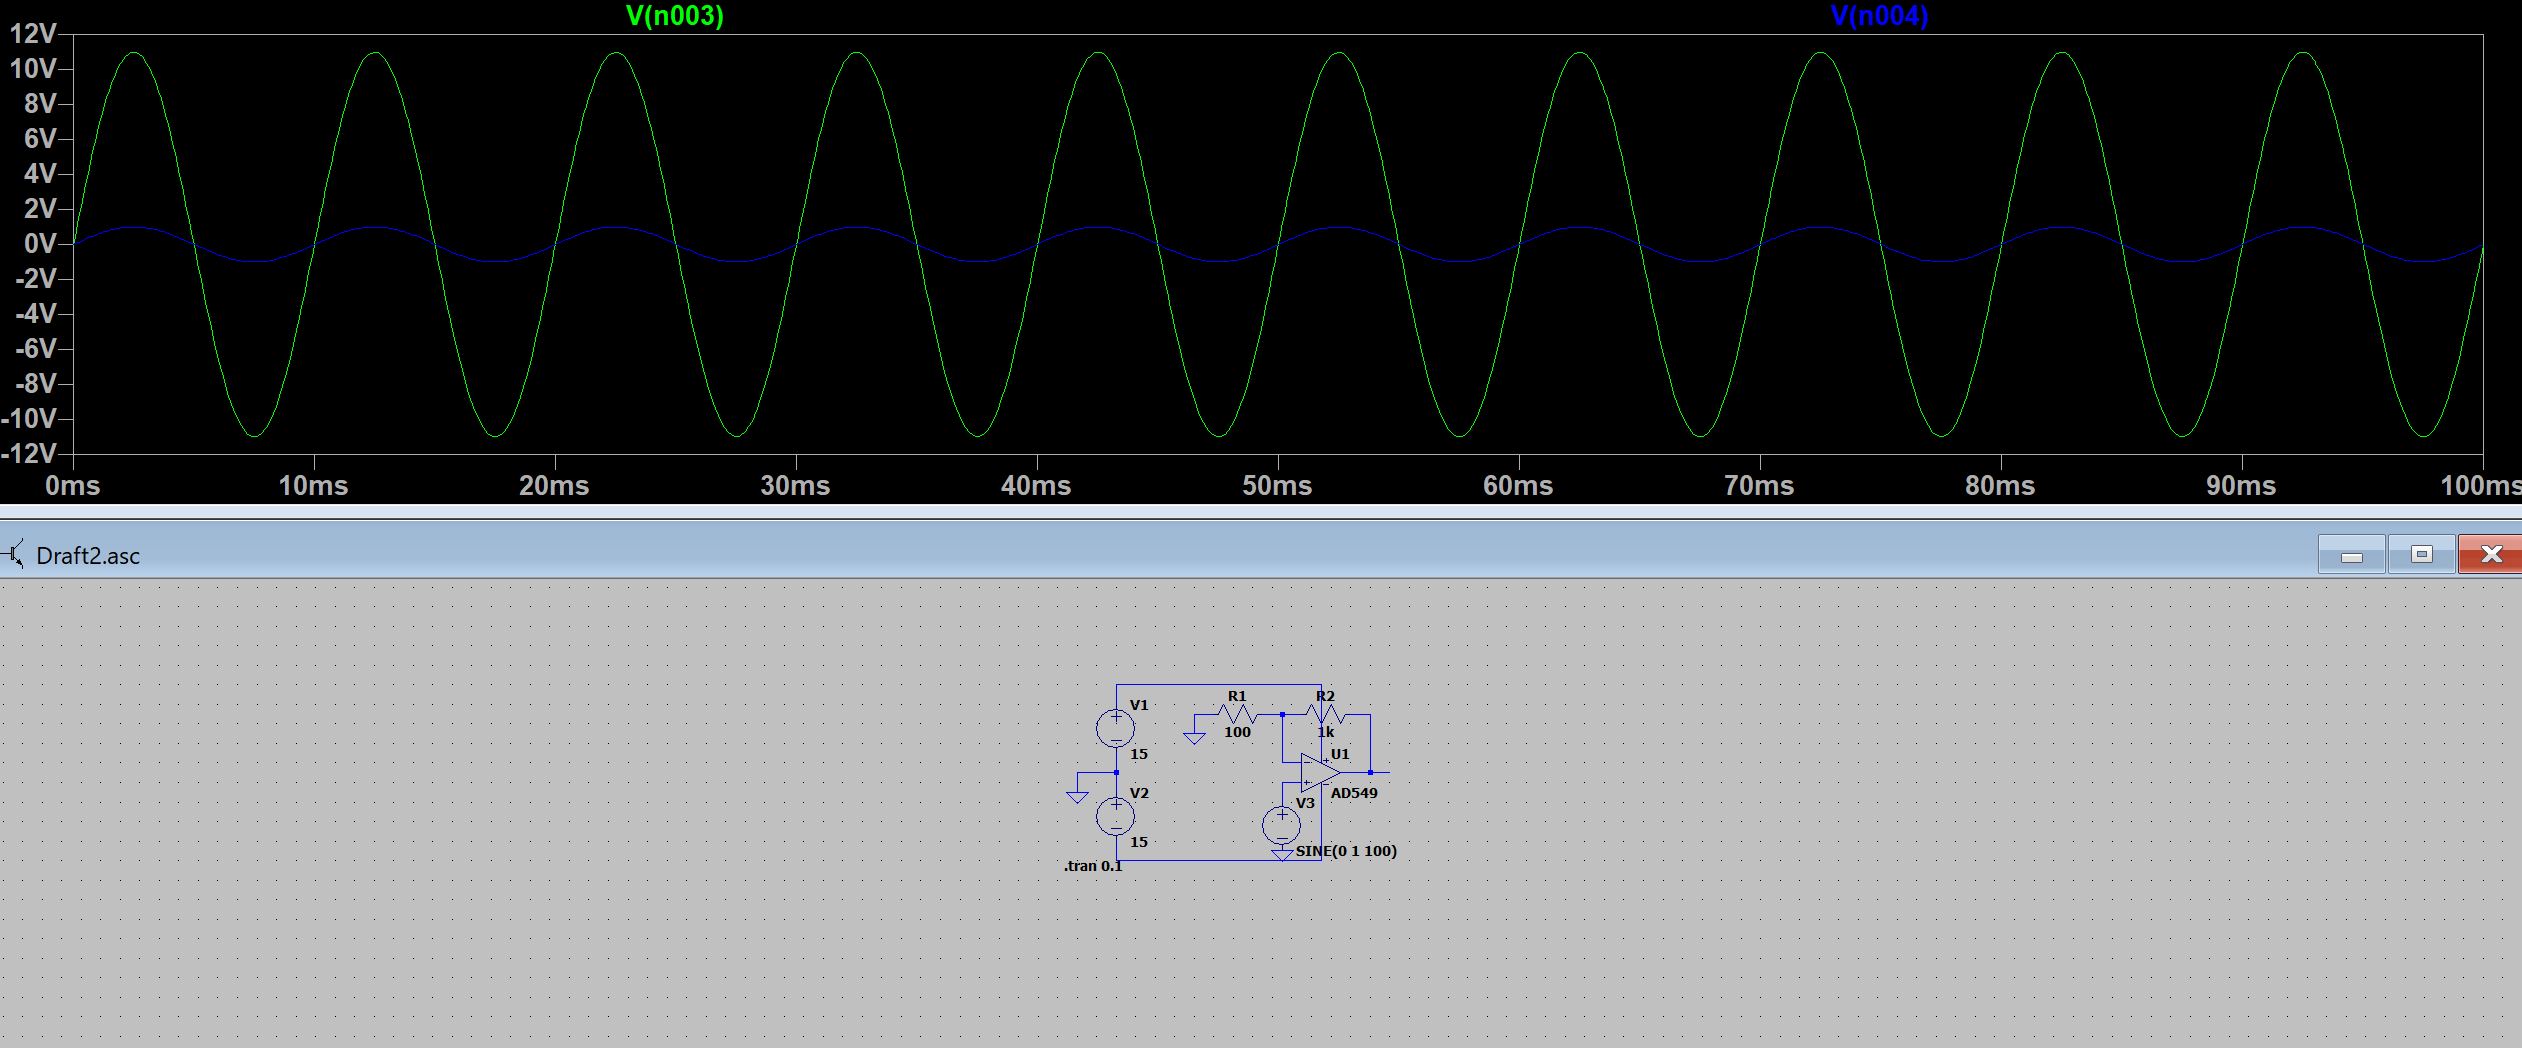 V(n003) V(n004)
12V
10V
8V
6V
4V
2V
0V
-2V
-4V
-6V
-8V
-10V
-12V
0ms 10ms 20ms 30ms 40ms 50ms 60ms 70ms 80ms 90ms 100ms
Draft2.asc
R1 R2
V1
100 1k
15 U1
V2 AD549
V3
15
SINE(0 1 100)
.tran 0.1